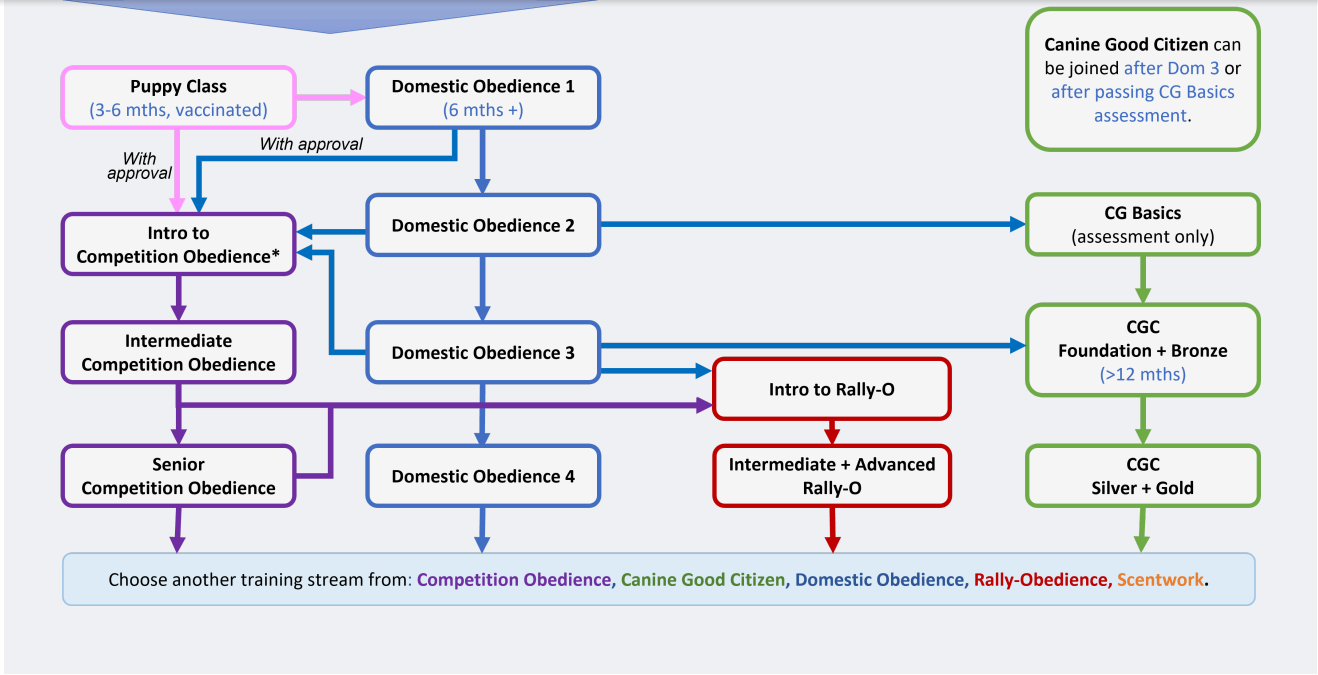 Canine Good Citizen can
be joined after Dom 3 or
after passing CG Basics
assessment.
Puppy Class
(3-6 mths, vaccinated)
Domestic Obedience 1
(6 mths +)
With approval
With
approval
Intro to
Competition Obedience*
Domestic Obedience 2
CG Basics
(assessment only)
Intermediate
Competition Obedience
Domestic Obedience 3
CGC
Foundation + Bronze
(>12 mths)
Intro to Rally-O
Senior
Competition Obedience
Domestic Obedience 4
Intermediate + Advanced
Rally-O
CGC
Silver + Gold
Choose another training stream from: Competition Obedience, Canine Good Citizen, Domestic Obedience, Rally-Obedience, Scentwork.